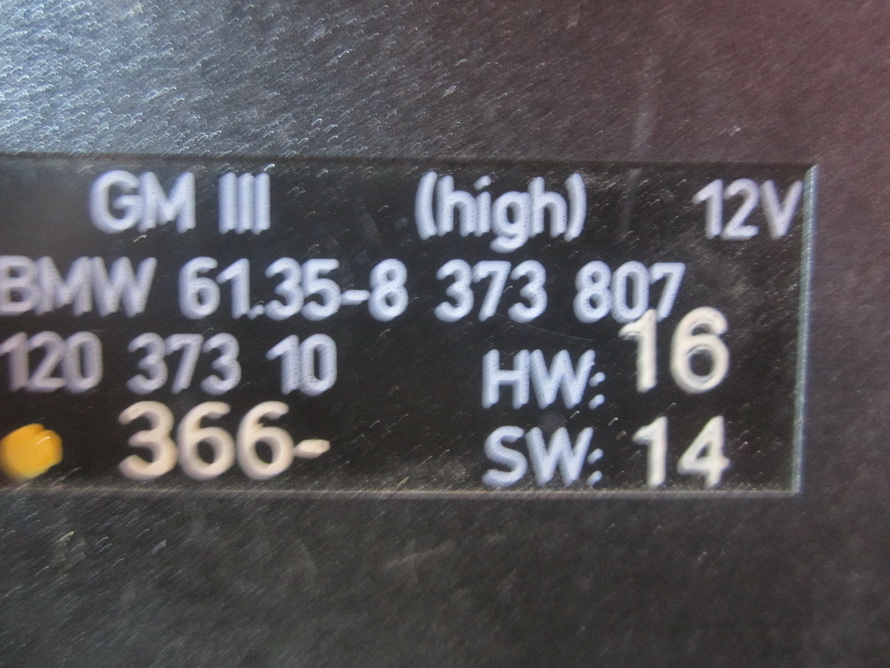 GM III (high) 12V
BMW 61.35-8 373 807
120 373 10 HW: 16
366- SW: 14